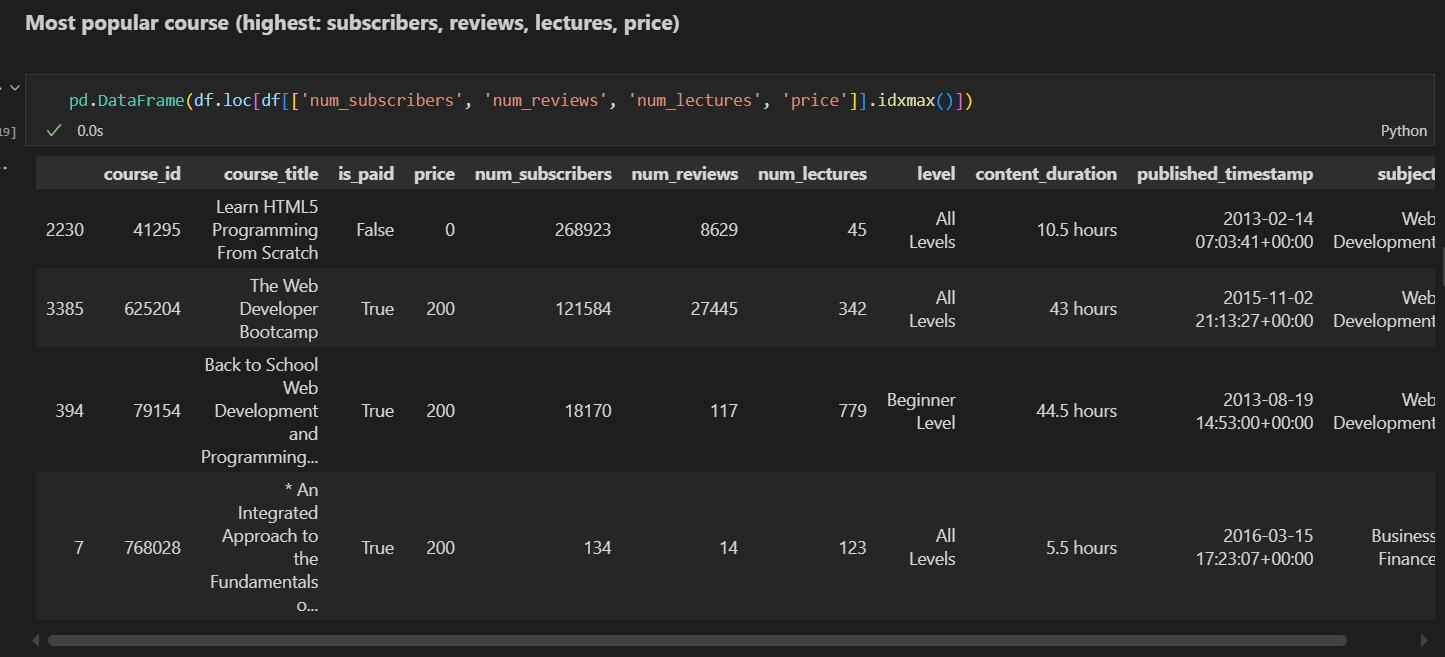 Most popular course (highest: subscribers, reviews, lectures, price)
pd.DataFrame(df.loc[df[['num_subscribers', 'num_reviews', 'num_lectures', 'price']].idxmax()])
9]
0.0s
Python
course_id course_title is_paid price num_subscribers num_reviews num_lectures level content_duration published_timestamp subject
2230 41295 Learn HTML5 Programming From Scratch False 0 268923 8629 45 All Levels 10.5 hours 2013-02-14 07:03:41+00:00 Web Development
3385 625204 The Web Developer Bootcamp True 200 121584 27445 342 All Levels 43 hours 2015-11-02 21:13:27+00:00 Web Development
394 79154 Back to School Web Development and Programming... True 200 18170 117 779 Beginner Level 44.5 hours 2013-08-19 14:53:00+00:00 Web Development
7 768028 * An Integrated Approach to the Fundamentals o... True 200 134 14 123 All Levels 5.5 hours 2016-03-15 17:23:07+00:00 Business Finance